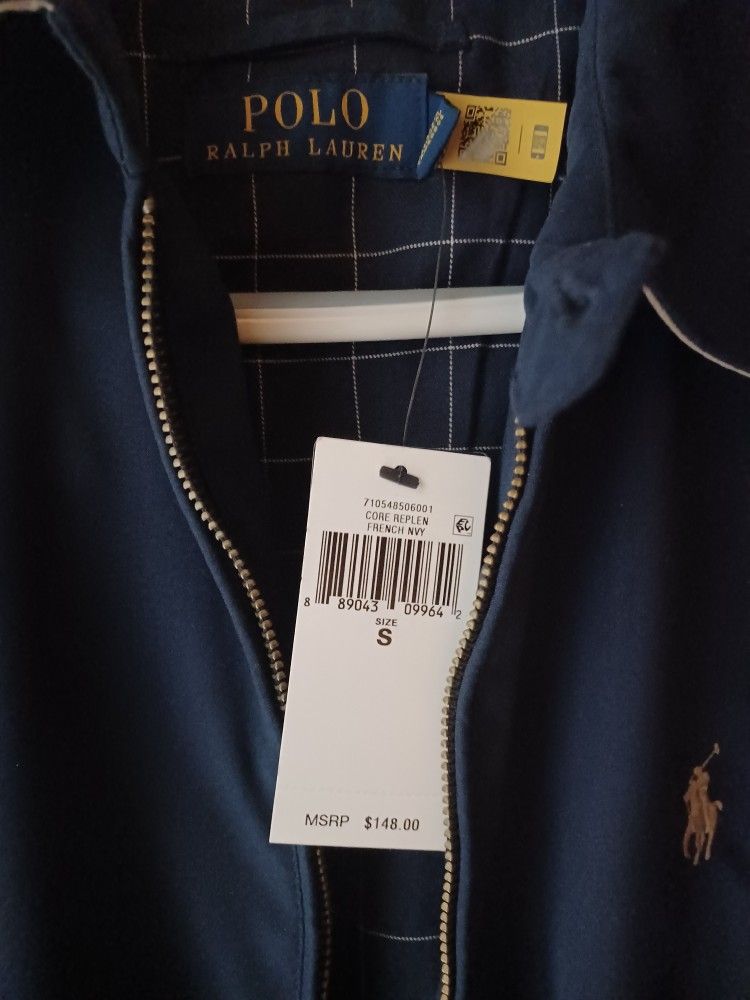 POLO
RALPH LAUREN
710548506001
CORE REPLEN
FRENCH NVY
8 89043 09964 2
SIZE
S
MSRP $148.00